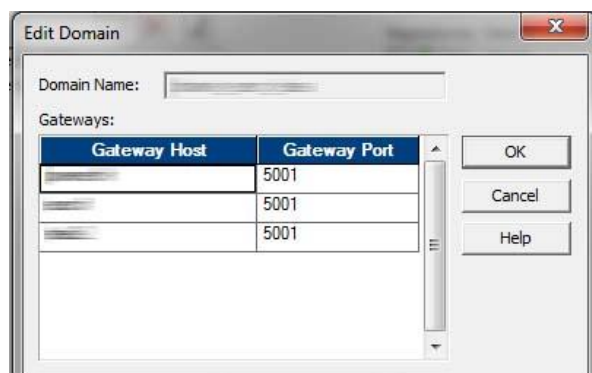 Edit Domain
Domain Name:
Gateways:
Gateway Host Gateway Port
5001
5001
5001
OK
Cancel
Help